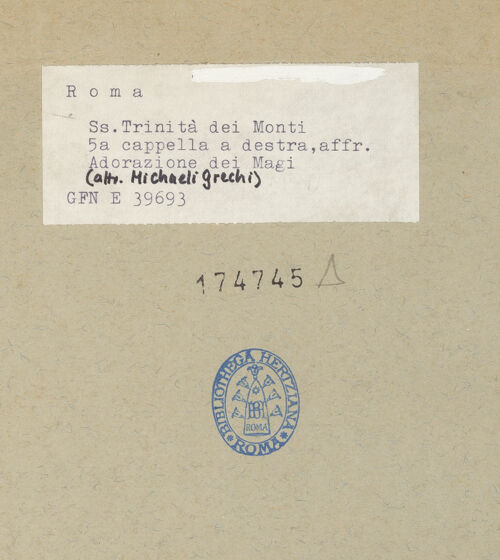 R o m a
Ss.Trinità dei Monti
5a cappella a destra,affr.
Adorazione dei Magi
(attr. Michaeli Grechi)
GFN E 39693
174745
BIBLIOTHECA HERTZIANA
ROMA
ROMA